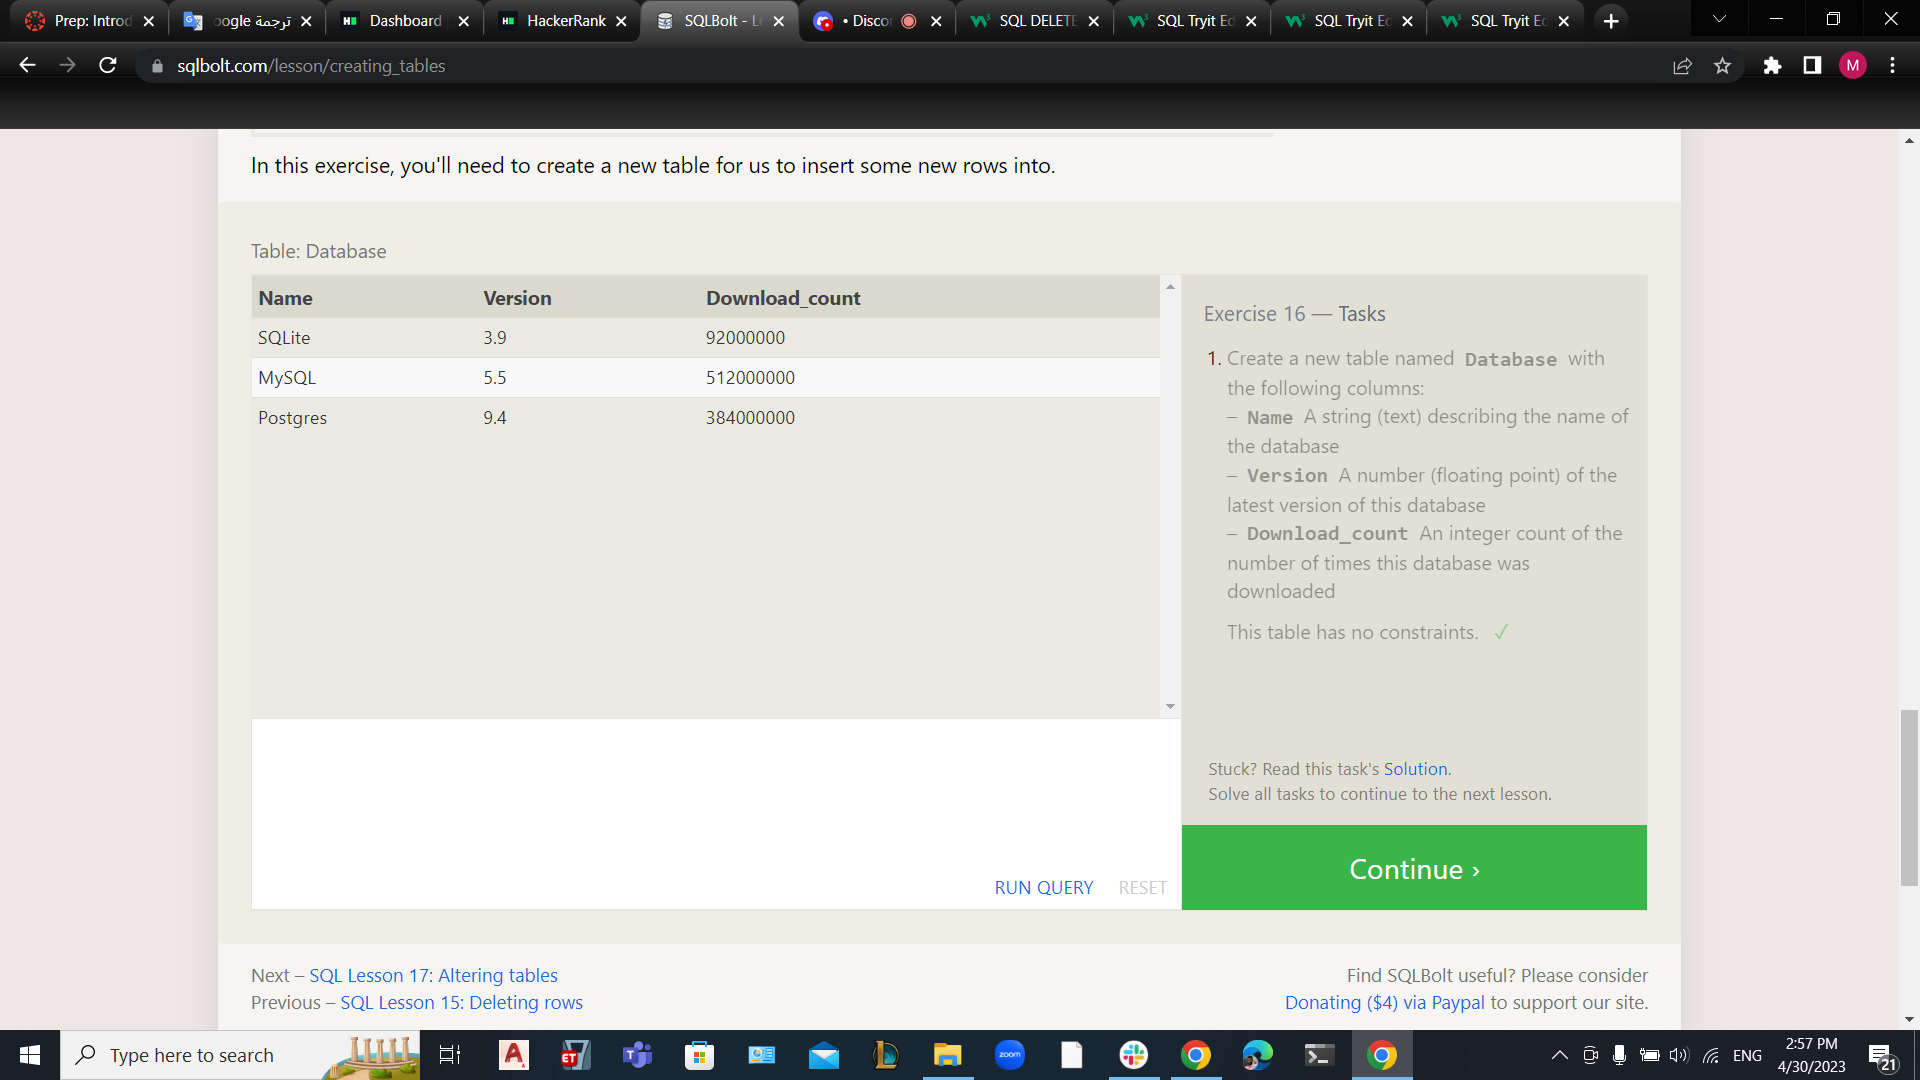 Prep: Introd
ترجمة oogle
Dashboard
HackerRank
SQLBolt - L
• Discor
SQL DELETE
SQL Tryit Ed
SQL Tryit Ed
SQL Tryit Ed
sqlbolt.com/lesson/creating_tables
M
In this exercise, you'll need to create a new table for us to insert some new rows into.
Table: Database
Name Version Download_count
SQLite 3.9 92000000
MySQL 5.5 512000000
Postgres 9.4 384000000
Exercise 16 — Tasks
1. Create a new table named Database with
the following columns:
– Name A string (text) describing the name of
the database
– Version A number (floating point) of the
latest version of this database
– Download_count An integer count of the
number of times this database was
downloaded
This table has no constraints. ✓
Stuck? Read this task's Solution.
Solve all tasks to continue to the next lesson.
RUN QUERY RESET
Continue ›
Next – SQL Lesson 17: Altering tables
Previous – SQL Lesson 15: Deleting rows
Find SQLBolt useful? Please consider
Donating ($4) via Paypal to support our site.
Type here to search
ET
zoom
ENG
2:57 PM
4/30/2023
21